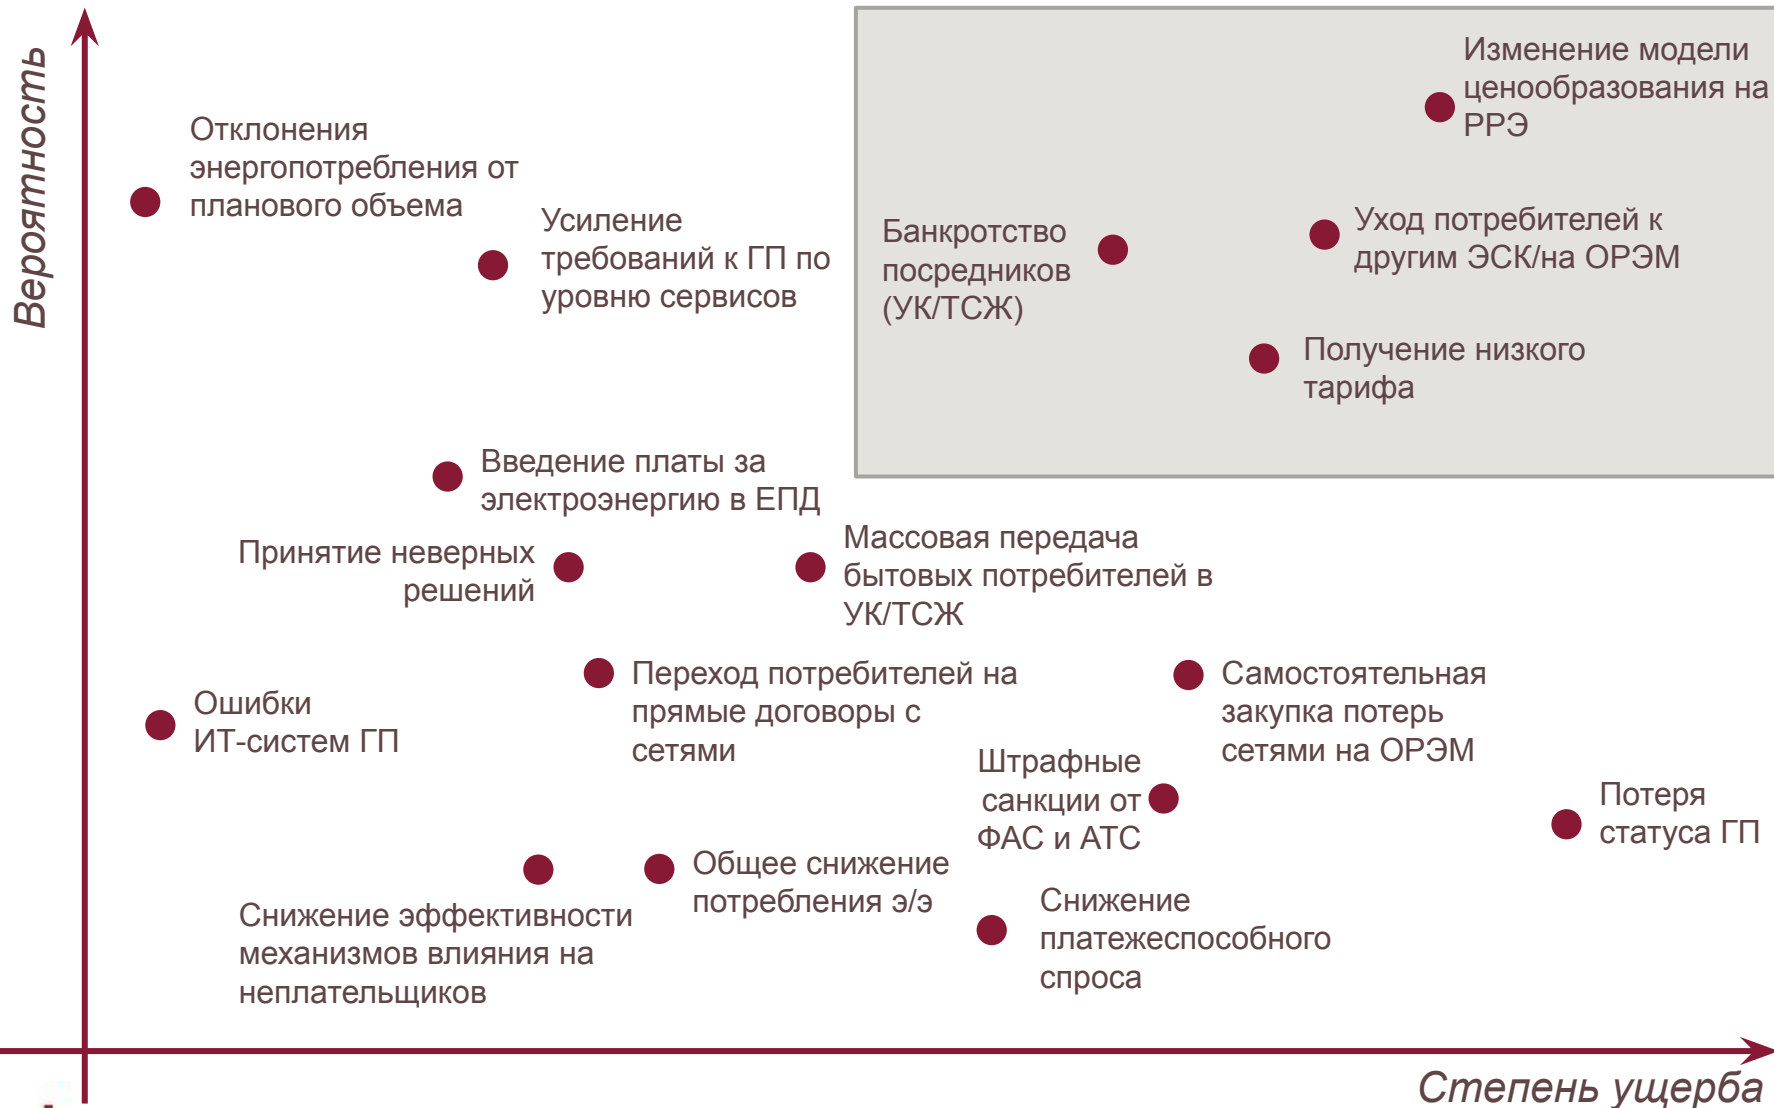 Вероятность
Изменение модели
ценообразования на
РРЭ
Отклонения
энергопотребления от
планового объема
Усиление
требований к ГП по
уровню сервисов
Банкротство
посредников
(УК/ТСЖ)
Уход потребителей к
другим ЭСК/на ОРЭМ
Получение низкого
тарифа
Введение платы за
электроэнергию в ЕПД
Принятие неверных
решений
Массовая передача
бытовых потребителей в
УК/ТСЖ
Ошибки
ИТ-систем ГП
Переход потребителей на
прямые договоры с
сетями
Самостоятельная
закупка потерь
сетями на ОРЭМ
Штрафные
санкции от
ФАС и АТС
Потеря
статуса ГП
Снижение эффективности
механизмов влияния на
неплательщиков
Общее снижение
потребления э/э
Снижение
платежеспособного
спроса
Степень ущерба